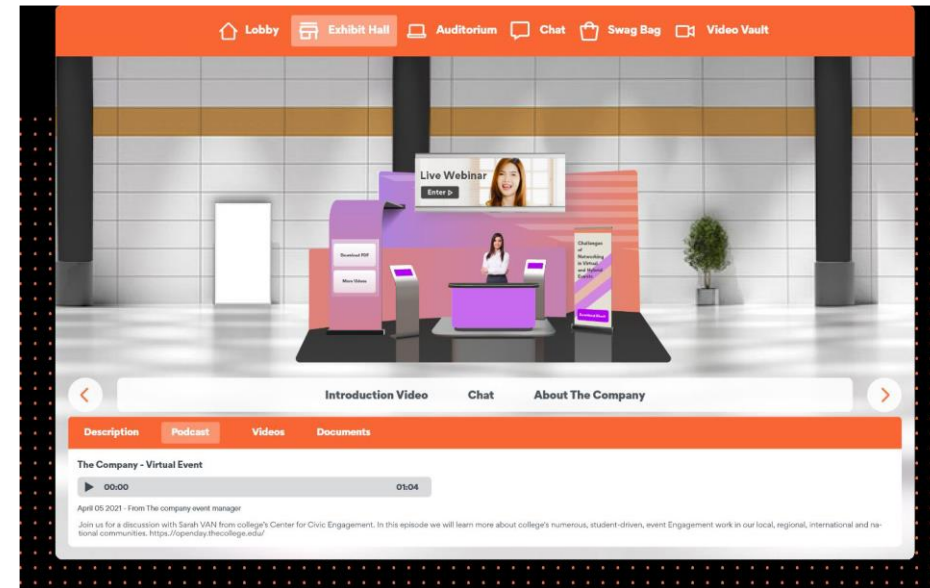 Lobby
Exhibit Hall
Auditorium
Chat
Swag Bag
Video Vault
Live Webinar
Enter
Download PDF
More Videos
Challenges
of
Networking
in Virtual
and Hybrid
Events
Introduction Video
Chat
About The Company
Description
Podcast
Videos
Documents
The Company - Virtual Event
00:00
01:04
April 05 2021 - From The company event manager
Join us for a discussion with Sarah VAN from college's Center for Civic Engagement. In this episode we will learn more about college's numerous, student-driven, event Engagement work in our local, regional, international and na-
tional communities. https./openday.thecollege.edu/